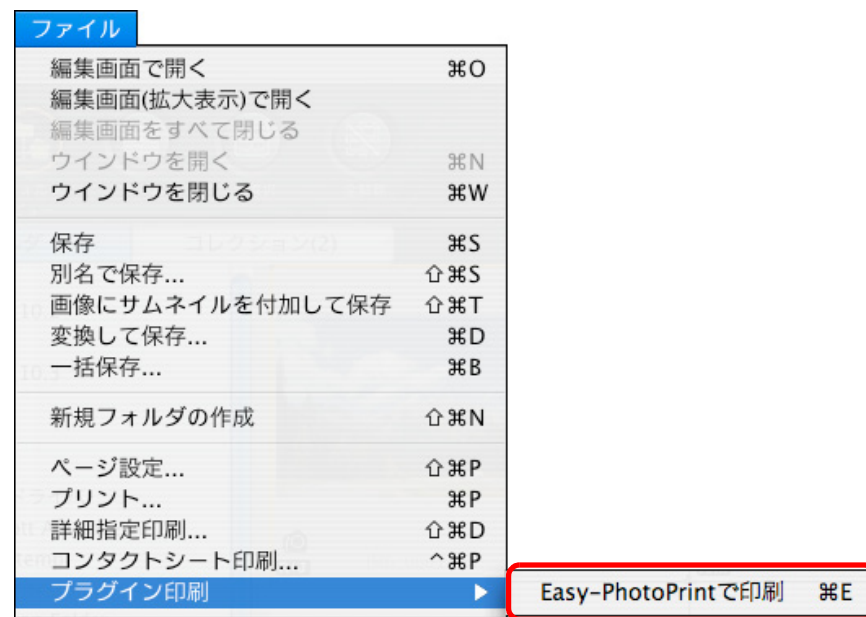 ファイル
編集画面で開く ⌘O
編集画面(拡大表示)で開く
編集画面をすべて閉じる
ウインドウを開く ⌘N
ウインドウを閉じる ⌘W
保存 ⌘S
別名で保存... ⇧⌘S
画像にサムネイルを付加して保存 ⇧⌘T
変換して保存... ⌘D
一括保存... ⌘B
新規フォルダの作成 ⇧⌘N
ページ設定... ⇧⌘P
プリント... ⌘P
詳細指定印刷... ⇧⌘D
コンタクトシート印刷... ^⌘P
プラグイン印刷 ▶ Easy-PhotoPrintで印刷 ⌘E